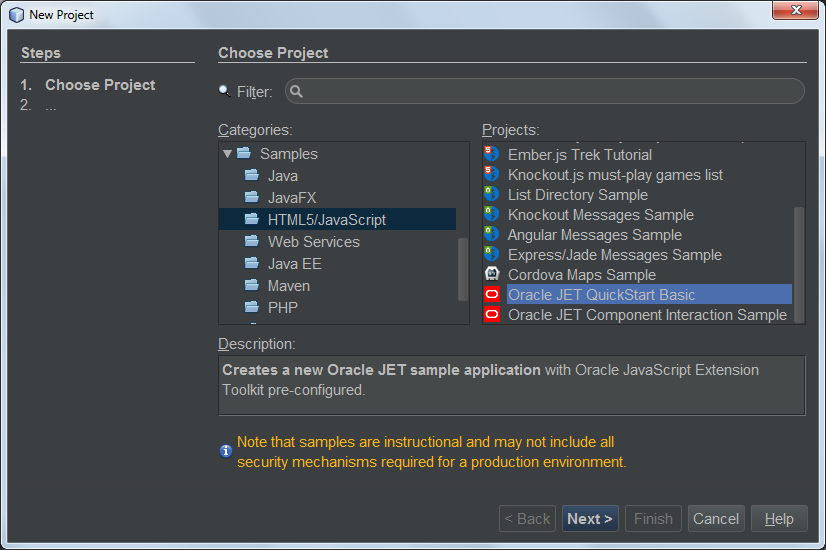 New Project
Steps
1. Choose Project
2. ...
Choose Project
Filter:
Categories:
Samples
Java
JavaFX
HTML5/JavaScript
Web Services
Java EE
Maven
PHP
Projects:
Ember.js Trek Tutorial
Knockout.js must-play games list
List Directory Sample
Knockout Messages Sample
Angular Messages Sample
Express/Jade Messages Sample
Cordova Maps Sample
Oracle JET QuickStart Basic
Oracle JET Component Interaction Sample
Description:
Creates a new Oracle JET sample application with Oracle JavaScript Extension
Toolkit pre-configured.
Note that samples are instructional and may not include all
security mechanisms required for a production environment.
< Back
Next >
Finish
Cancel
Help